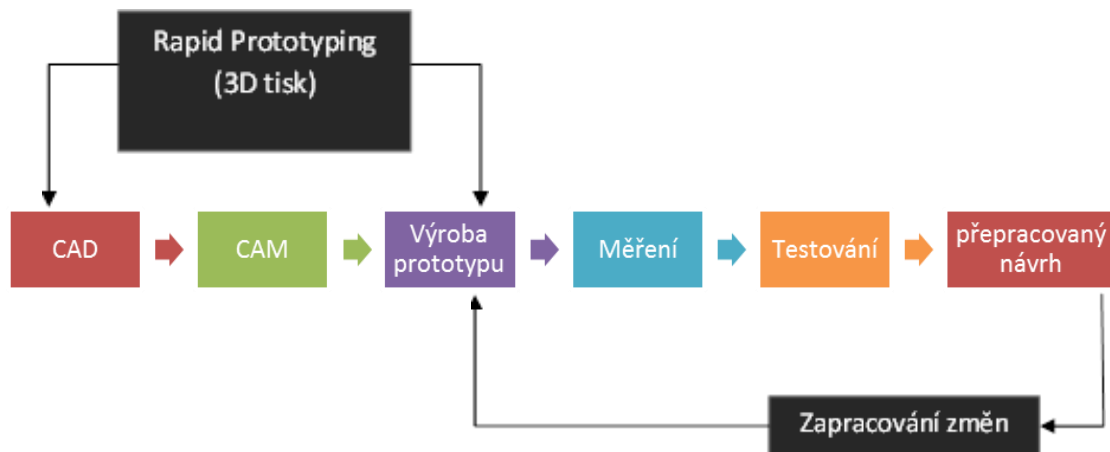 Rapid Prototyping
(3D tisk)
CAD
CAM
Výroba
prototypu
Měření
Testování
přepracovaný
návrh
Zapracování změn